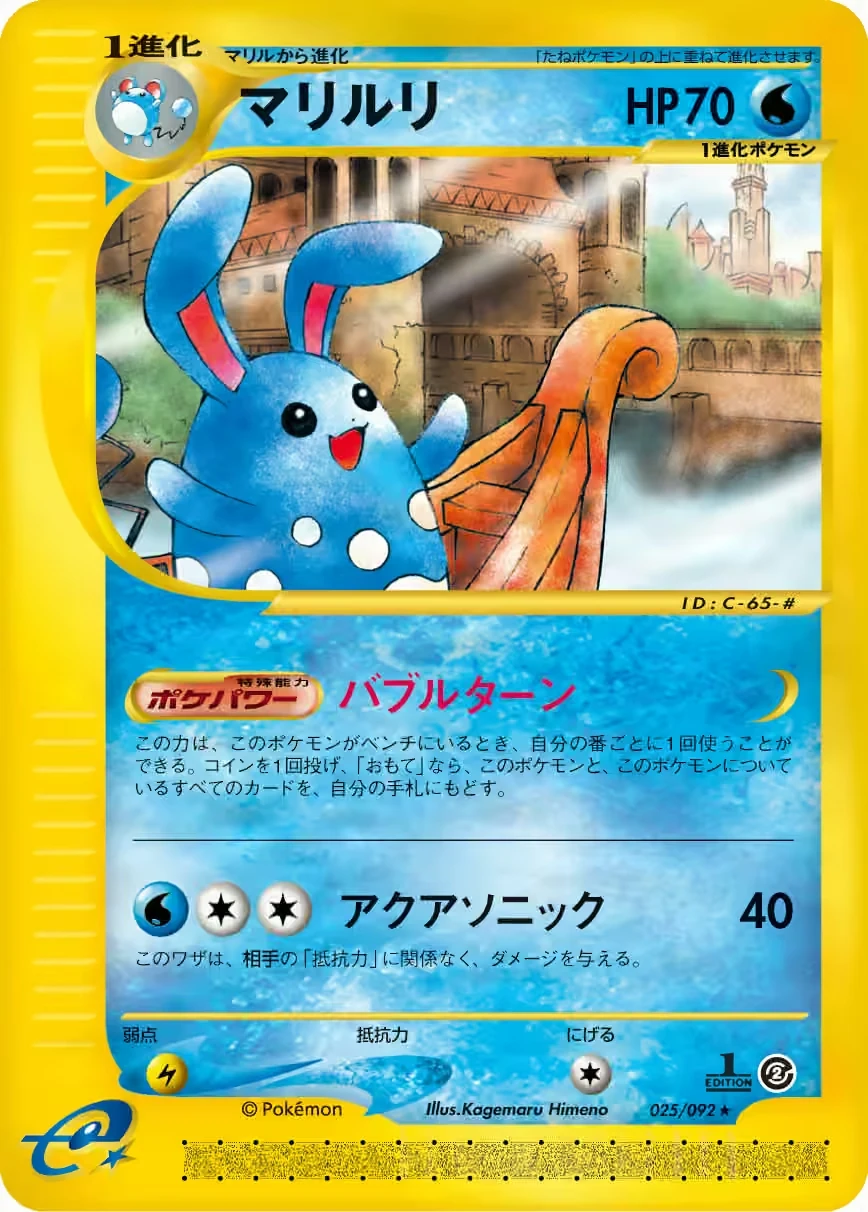 1進化
マリルから進化
「たねポケモン」の上に重ねて進化させます。
マリルリ
HP70
1進化ポケモン
ID:C-65-#
ポケパワー 特殊能力
バブルターン
この力は、このポケモンがベンチにいるとき、自分の番ごとに1回使うことが
できる。コインを1回投げ、「おもて」なら、このポケモンと、このポケモンについて
いるすべてのカードを、自分の手札にもどす。
アクアソニック
40
このワザは、相手の「抵抗力」に関係なく、ダメージを与える。
弱点
抵抗力
にげる
1 EDITION
2
© Pokémon
Illus.Kagemaru Himeno
025/092★
e